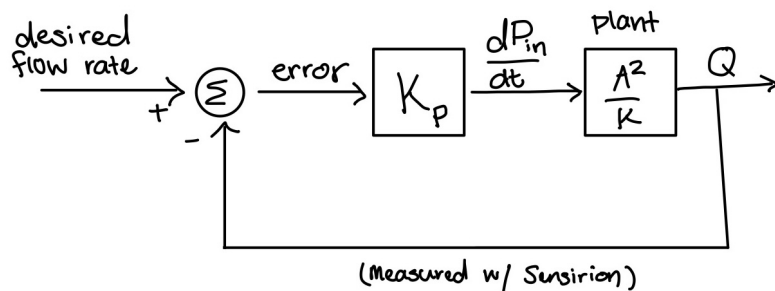 desired
flow rate
+
-
Σ
error
Kp
dPin
dt
plant
A²
K
Q
(Measured w/ Sensirion)